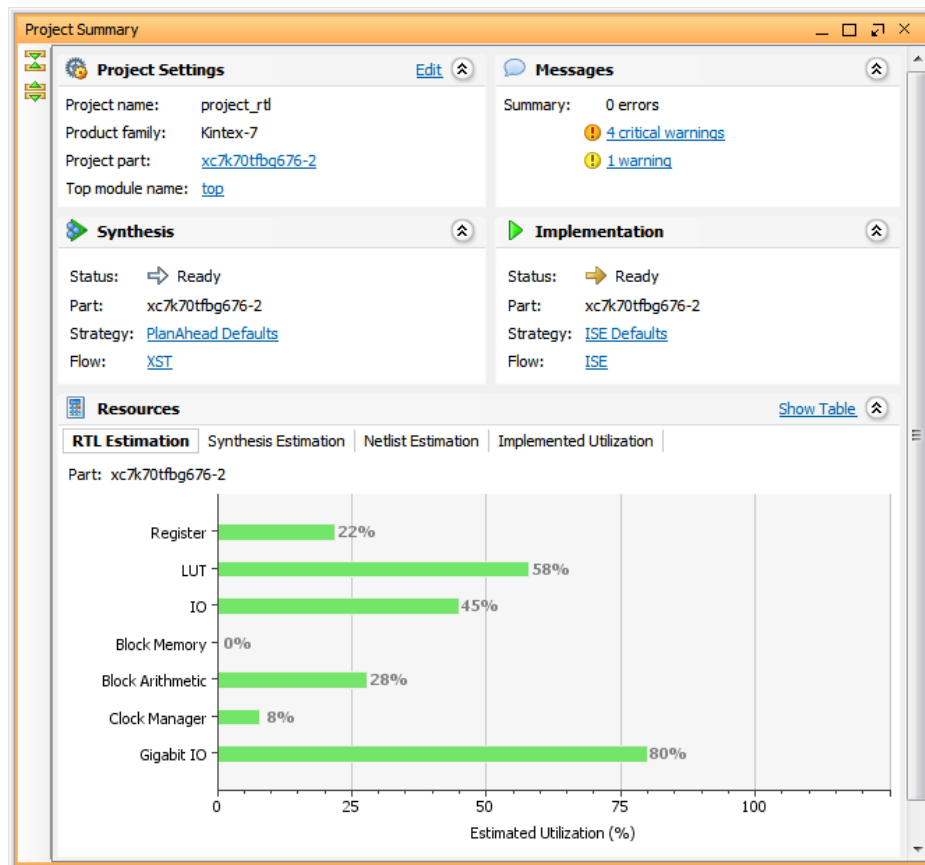 Project Summary
Project Settings Edit
Project name: project_rtl
Product family: Kintex-7
Project part: xc7k70tfbg676-2
Top module name: top
Messages
Summary: 0 errors
4 critical warnings
1 warning
Synthesis
Status: Ready
Part: xc7k70tfbg676-2
Strategy: PlanAhead Defaults
Flow: XST
Implementation
Status: Ready
Part: xc7k70tfbg676-2
Strategy: ISE Defaults
Flow: ISE
Resources Show Table
RTL Estimation Synthesis Estimation Netlist Estimation Implemented Utilization
Part: xc7k70tfbg676-2
Register 22%
LUT 58%
IO 45%
Block Memory 0%
Block Arithmetic 28%
Clock Manager 8%
Gigabit IO 80%
0 25 50 75 100
Estimated Utilization (%)